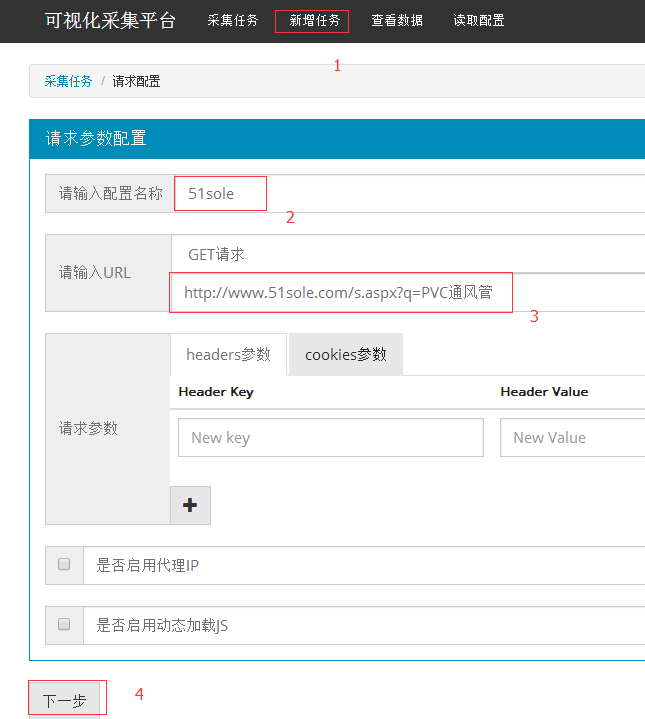 可视化采集平台 采集任务 新增任务 查看数据 读取配置
1
采集任务 / 请求配置
请求参数配置
请输入配置名称 51sole
2
GET请求
请输入URL
http://www.51sole.com/s.aspx?q=PVC通风管
3
headers参数 cookies参数
Header Key Header Value
请求参数
New key New Value
+
是否启用代理IP
是否启用动态加载JS
下一步 4